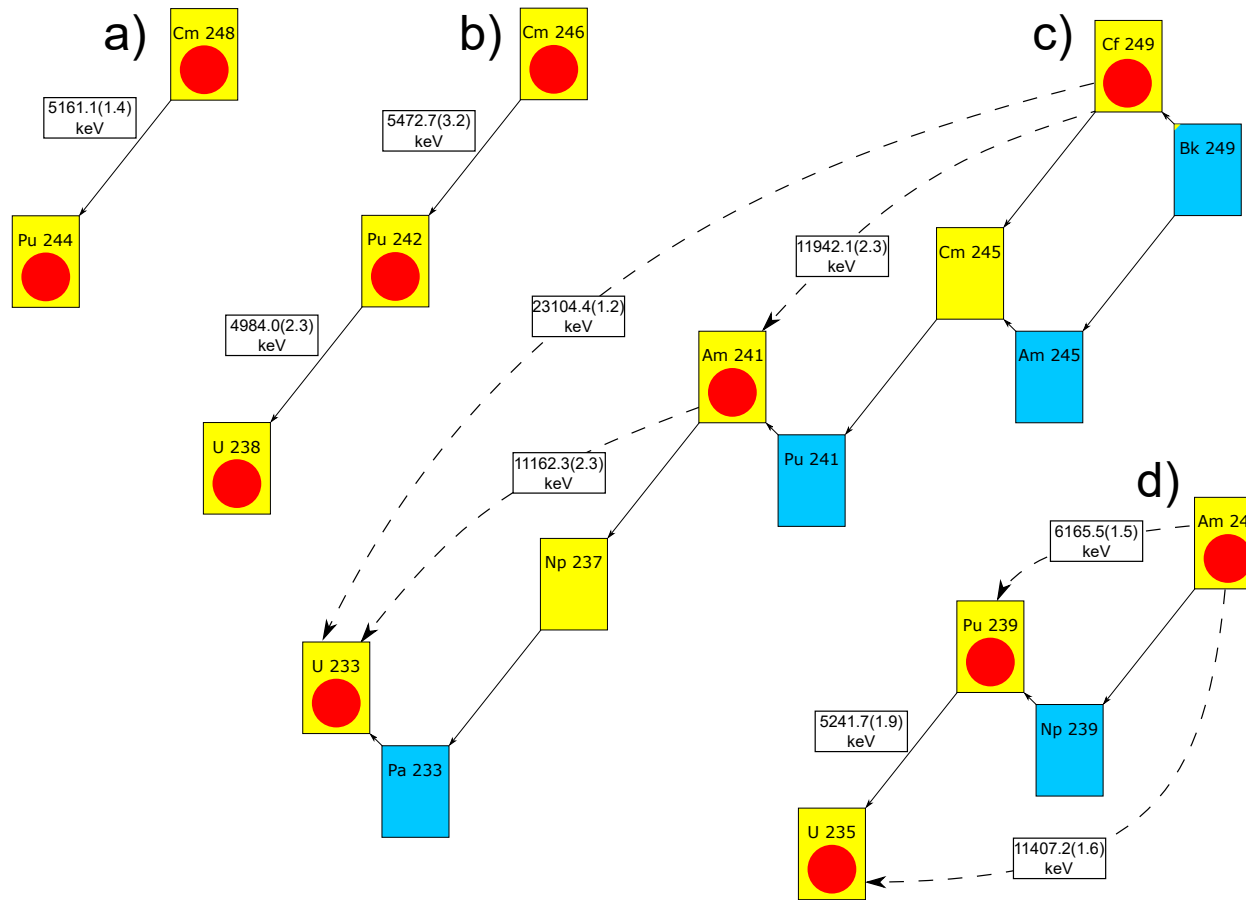 a)
Cm 248
5161.1(1.4)
keV
Pu 244
b)
Cm 246
5472.7(3.2)
keV
Pu 242
4984.0(2.3)
keV
U 238
c)
Cf 249
Bk 249
11942.1(2.3)
keV
Cm 245
23104.4(1.2)
keV
Am 241
Am 245
11162.3(2.3)
keV
Pu 241
Np 237
U 233
Pa 233
d)
Am 24
6165.5(1.5)
keV
Pu 239
5241.7(1.9)
keV
Np 239
U 235
11407.2(1.6)
keV